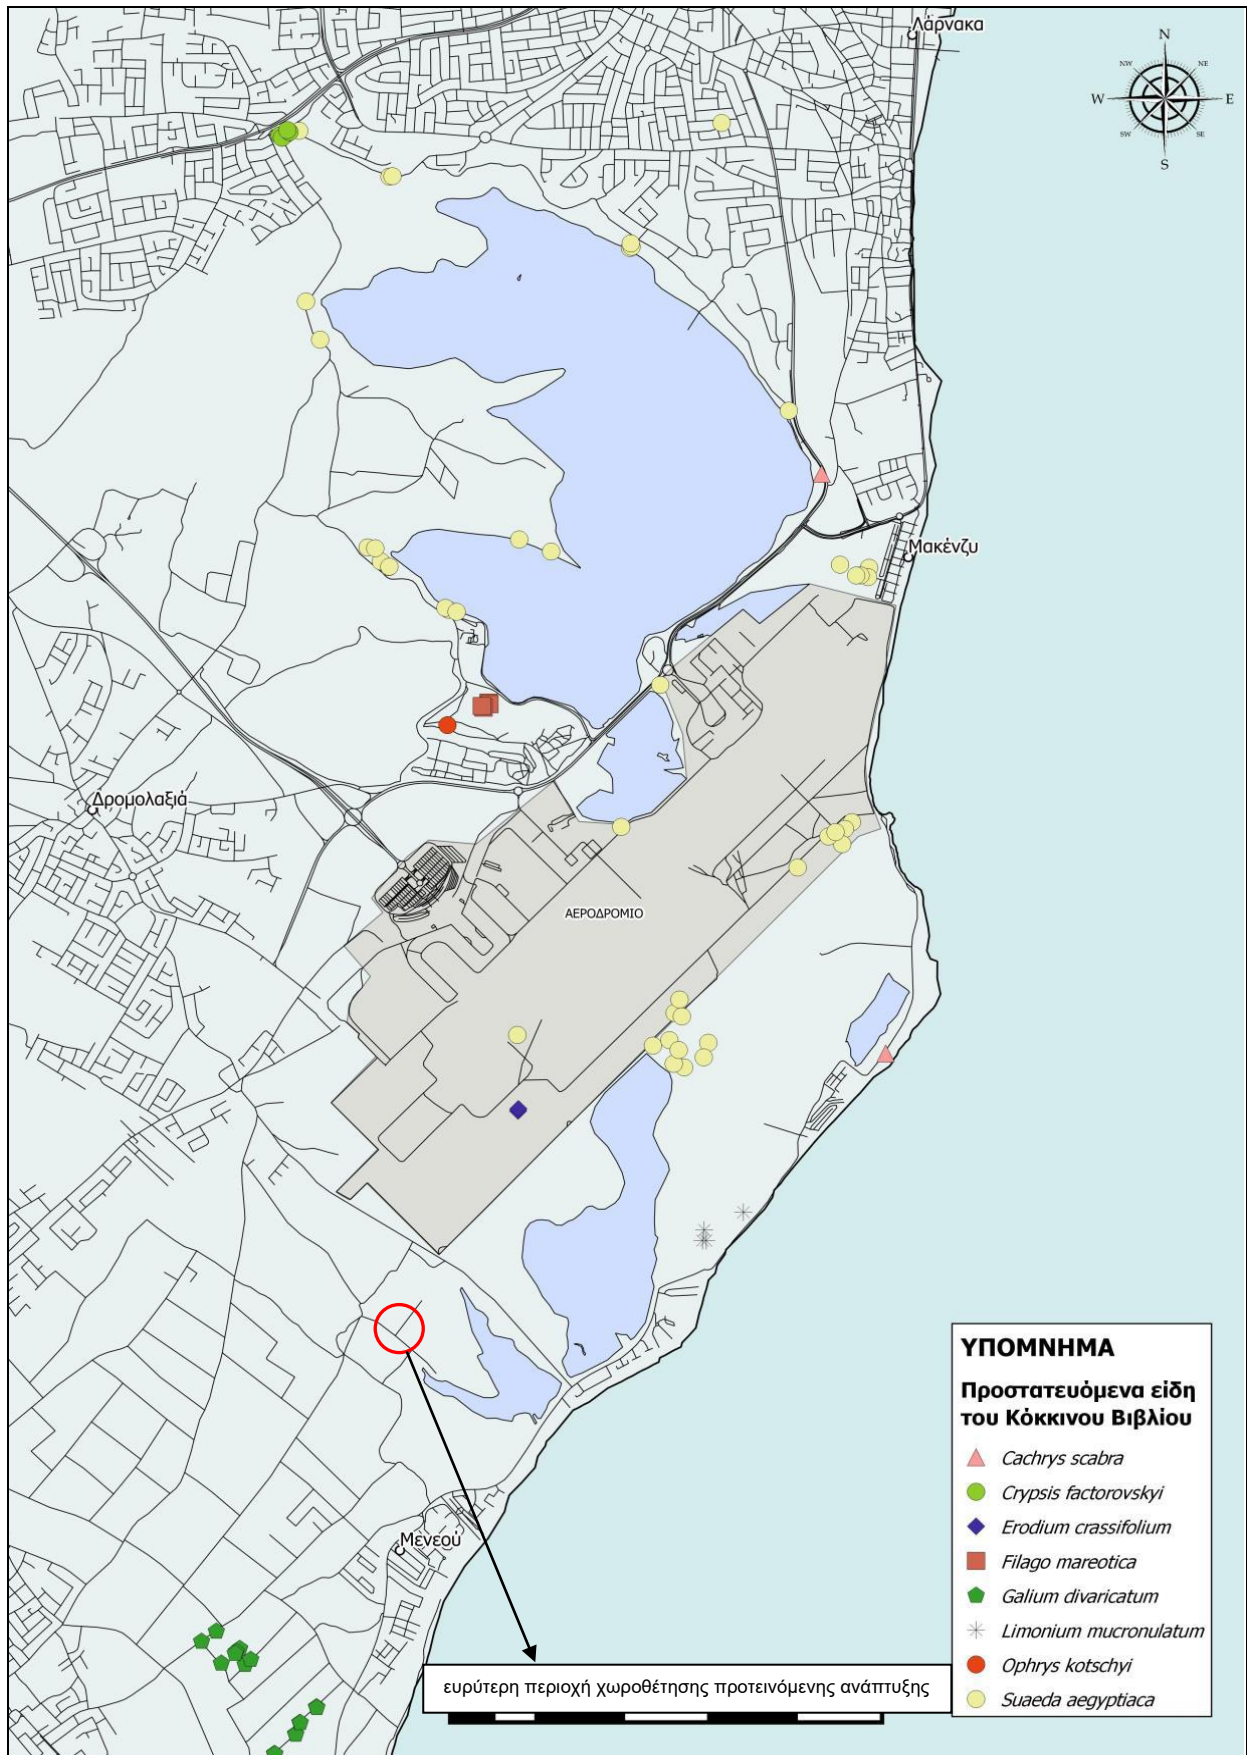 Λάρνακα
N
NW
NE
W
E
SW
SE
S
Μακένζυ
Δρομολαξιά
ΑΕΡΟΔΡΟΜΙΟ
Μενεού
ΥΠΟΜΝΗΜΑ
Προστατευόμενα είδη
του Κόκκινου Βιβλίου
Cachrys scabra
Crypsis factorovskyi
Erodium crassifolium
Filago mareotica
Galium divaricatum
Limonium mucronulatum
Ophrys kotschyi
Suaeda aegyptiaca
ευρύτερη περιοχή χωροθέτησης προτεινόμενης ανάπτυξης